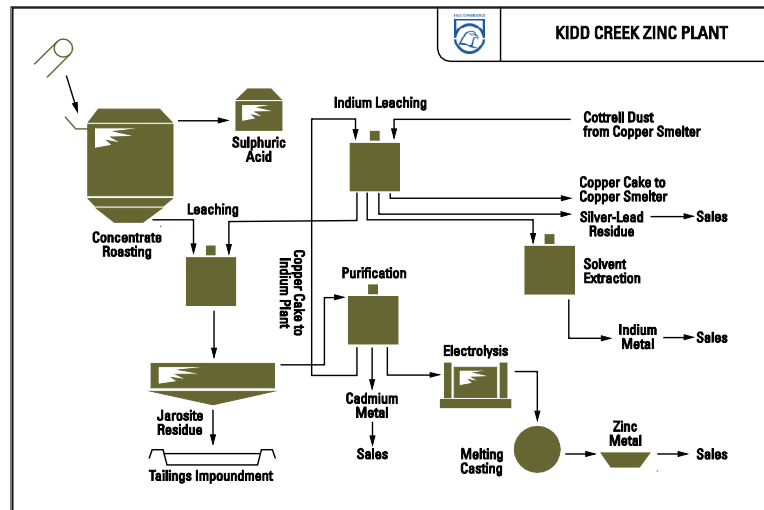 KIDD CREEK ZINC PLANT
Indium Leaching
Cottrell Dust
from Copper Smelter
Sulphuric
Acid
Copper Cake to
Copper Smelter
Leaching
Silver-Lead
Residue
Sales
Concentrate
Roasting
Copper Cake to
Indium Plant
Purification
Solvent
Extraction
Indium
Metal
Sales
Electrolysis
Cadmium
Metal
Jarosite
Residue
Zinc
Metal
Sales
Melting
Casting
Sales
Tailings Impoundment